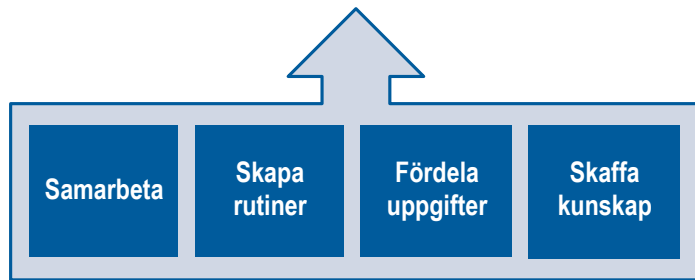 Samarbeta
Skapa
rutiner
Fördela
uppgifter
Skaffa
kunskap